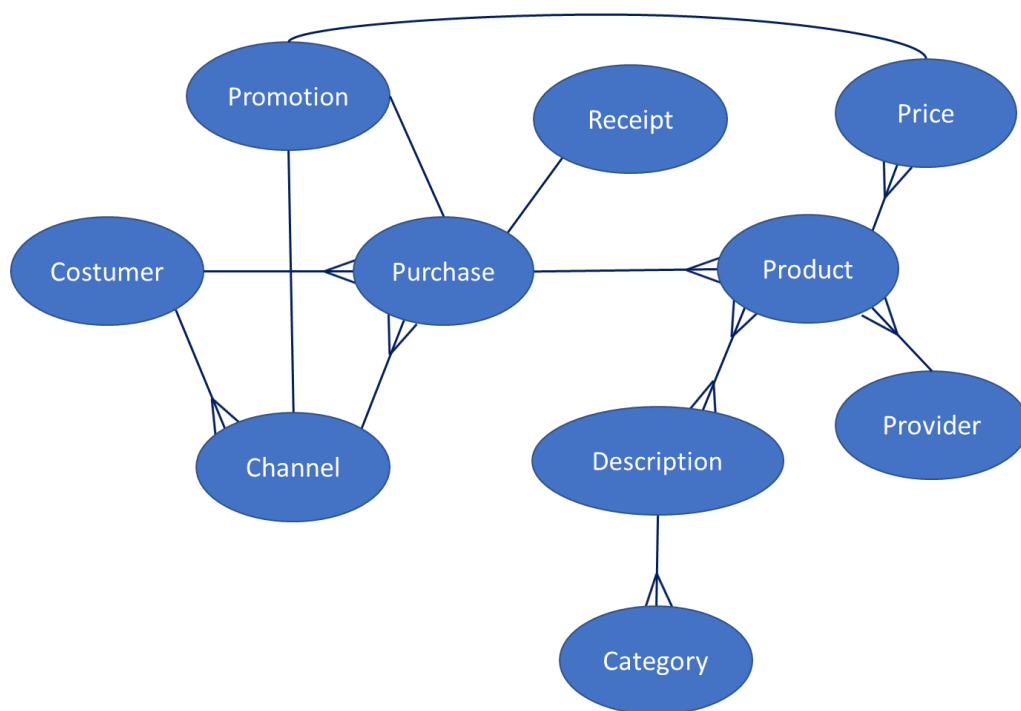 Promotion
Receipt
Price
Costumer
Purchase
Product
Channel
Description
Provider
Category